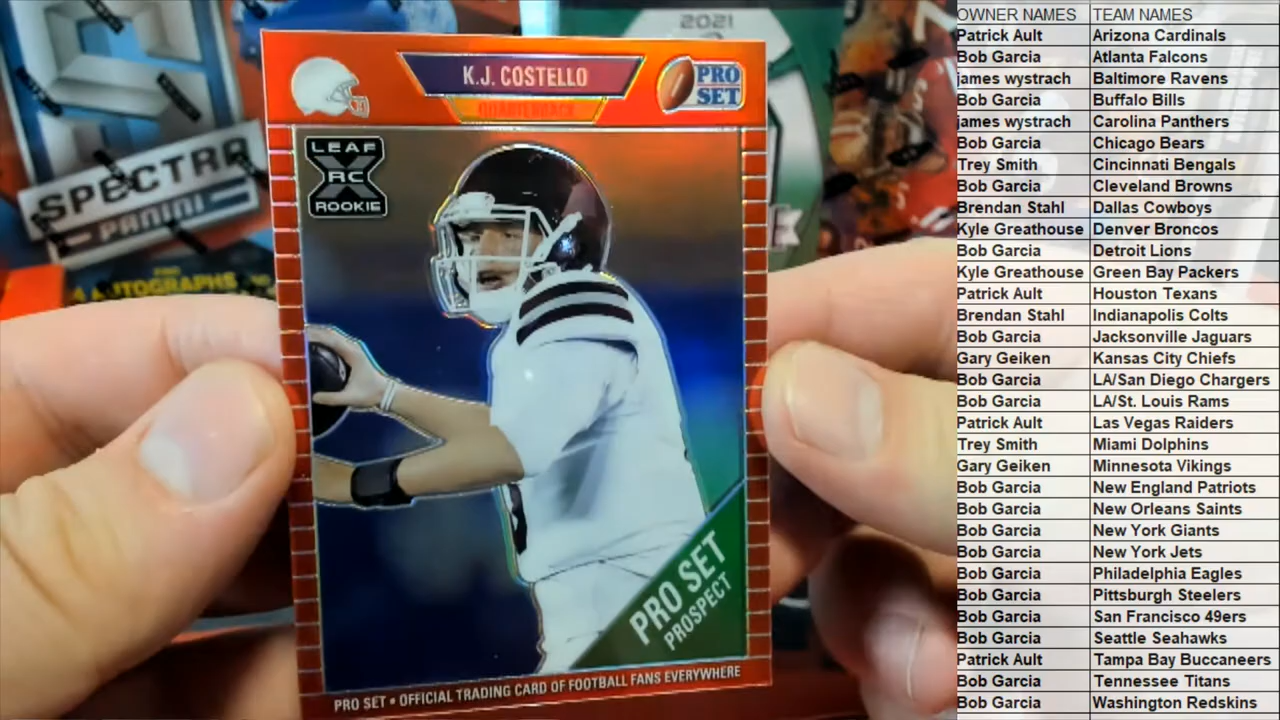 2021
SPECTRA
PANINI
AUTOGRAPHS
K.J. COSTELLO
QUARTERBACK
PRO
SET
LEAF
RC
ROOKIE
PRO SET
PROSPECT
PRO SET • OFFICIAL TRADING CARD OF FOOTBALL FANS EVERYWHERE
OWNER NAMES TEAM NAMES
Patrick Ault Arizona Cardinals
Bob Garcia Atlanta Falcons
james wystrach Baltimore Ravens
Bob Garcia Buffalo Bills
james wystrach Carolina Panthers
Bob Garcia Chicago Bears
Trey Smith Cincinnati Bengals
Bob Garcia Cleveland Browns
Brendan Stahl Dallas Cowboys
Kyle Greathouse Denver Broncos
Bob Garcia Detroit Lions
Kyle Greathouse Green Bay Packers
Patrick Ault Houston Texans
Brendan Stahl Indianapolis Colts
Bob Garcia Jacksonville Jaguars
Gary Geiken Kansas City Chiefs
Bob Garcia LA/San Diego Chargers
Bob Garcia LA/St. Louis Rams
Patrick Ault Las Vegas Raiders
Trey Smith Miami Dolphins
Gary Geiken Minnesota Vikings
Bob Garcia New England Patriots
Bob Garcia New Orleans Saints
Bob Garcia New York Giants
Bob Garcia New York Jets
Bob Garcia Philadelphia Eagles
Bob Garcia Pittsburgh Steelers
Bob Garcia San Francisco 49ers
Bob Garcia Seattle Seahawks
Patrick Ault Tampa Bay Buccaneers
Bob Garcia Tennessee Titans
Bob Garcia Washington Redskins